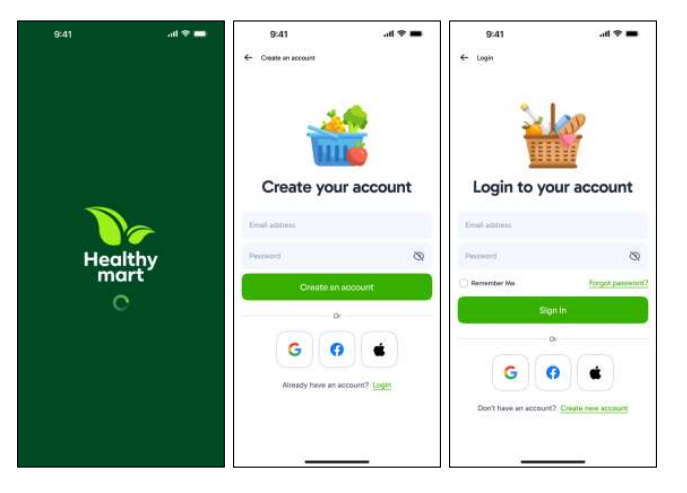 9:41
Healthy
mart
9:41
Create an account
Create your account
Email address
Password
Create an account
Or
Already have an account? Login
9:41
Login
Login to your account
Email address
Password
Remember Me
Forgot password?
Sign In
Or
Don't have an account? Create new account